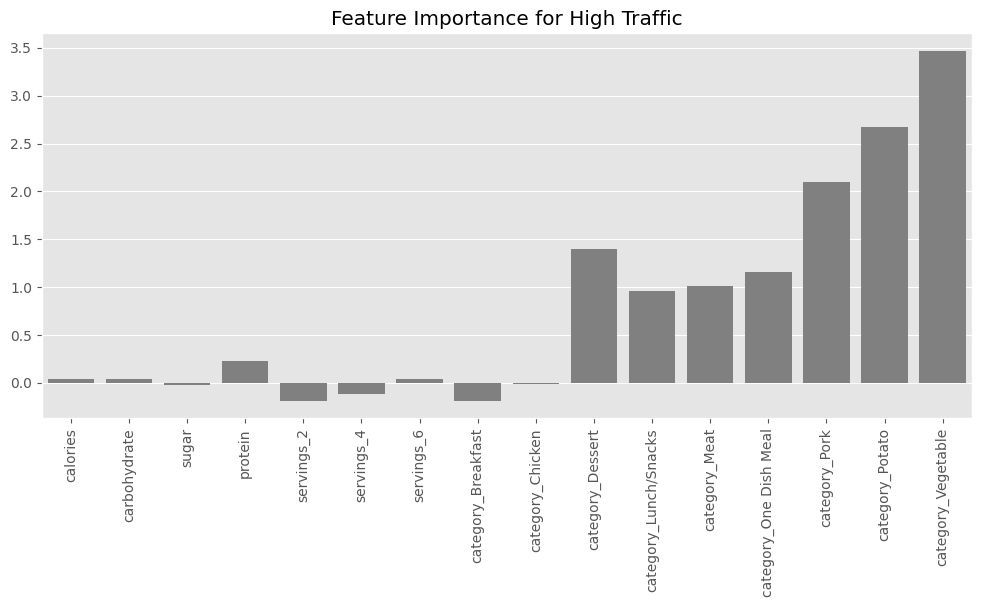 Feature Importance for High Traffic
3.5
3.0
2.5
2.0
1.5
1.0
0.5
0.0
calories
carbohydrate
sugar
protein
servings_2
servings_4
servings_6
category_Breakfast
category_Chicken
category_Dessert
category_Lunch/Snacks
category_Meat
category_One Dish Meal
category_Pork
category_Potato
category_Vegetable